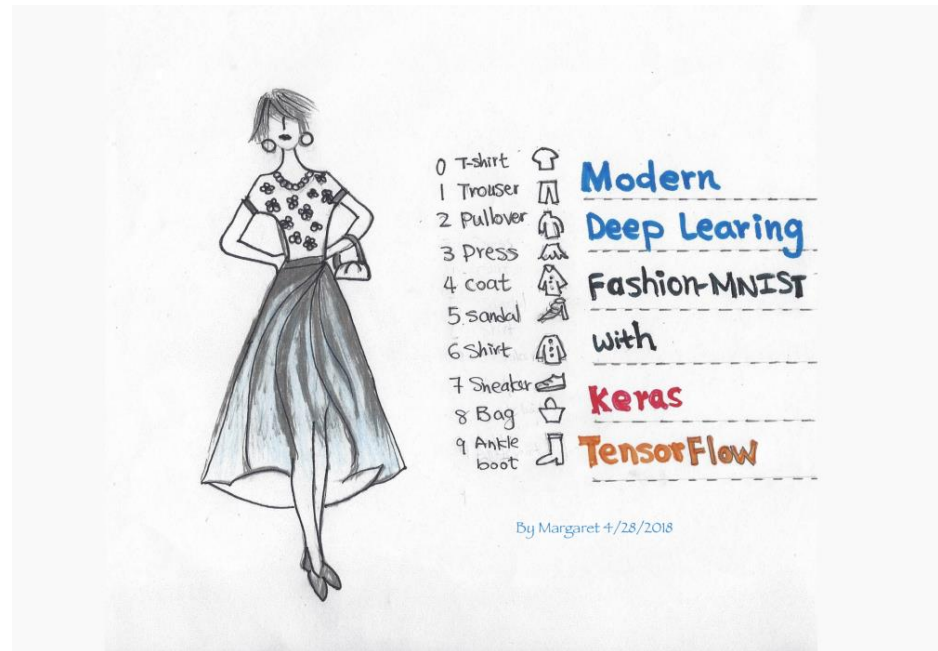 0 T-shirt
1 Trouser
2 Pullover
3 Press
4 coat
5.sandal
6 Shirt
7 Sneaker
8 Bag
9 Ankle
boot
Modern
Deep Learing
Fashion-MNIST
with
Keras
TensorFlow
By Margaret 4/28/2018